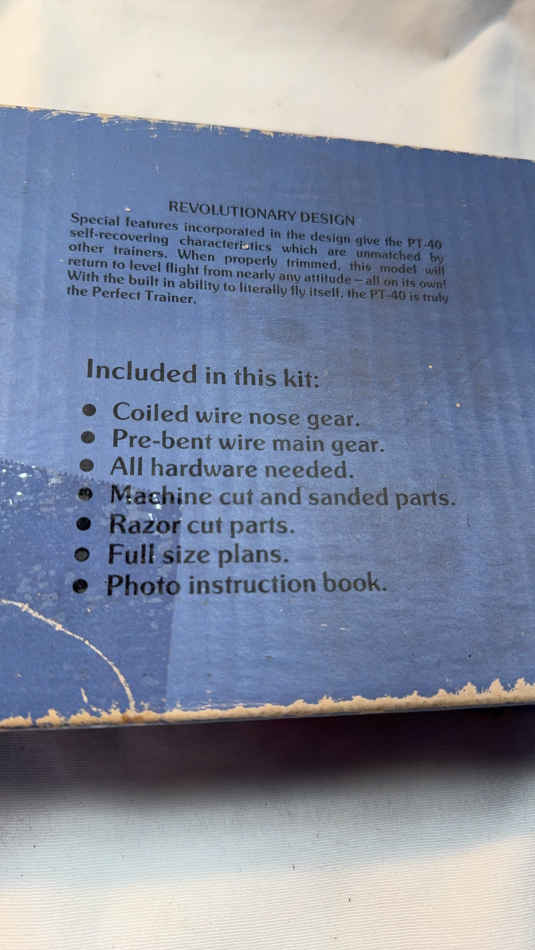 REVOLUTIONARY DESIGN
Special features incorporated in the design give the PT-40
self-recovering characteristics which are unmatched by
other trainers. When properly trimmed, this model will
return to level flight from nearly any attitude – all on its own!
With the built in ability to literally fly itself, the PT-40 is truly
the Perfect Trainer.
Included in this kit:
● Coiled wire nose gear.
● Pre-bent wire main gear.
● All hardware needed.
● Machine cut and sanded parts.
● Razor cut parts.
● Full size plans.
● Photo instruction book.